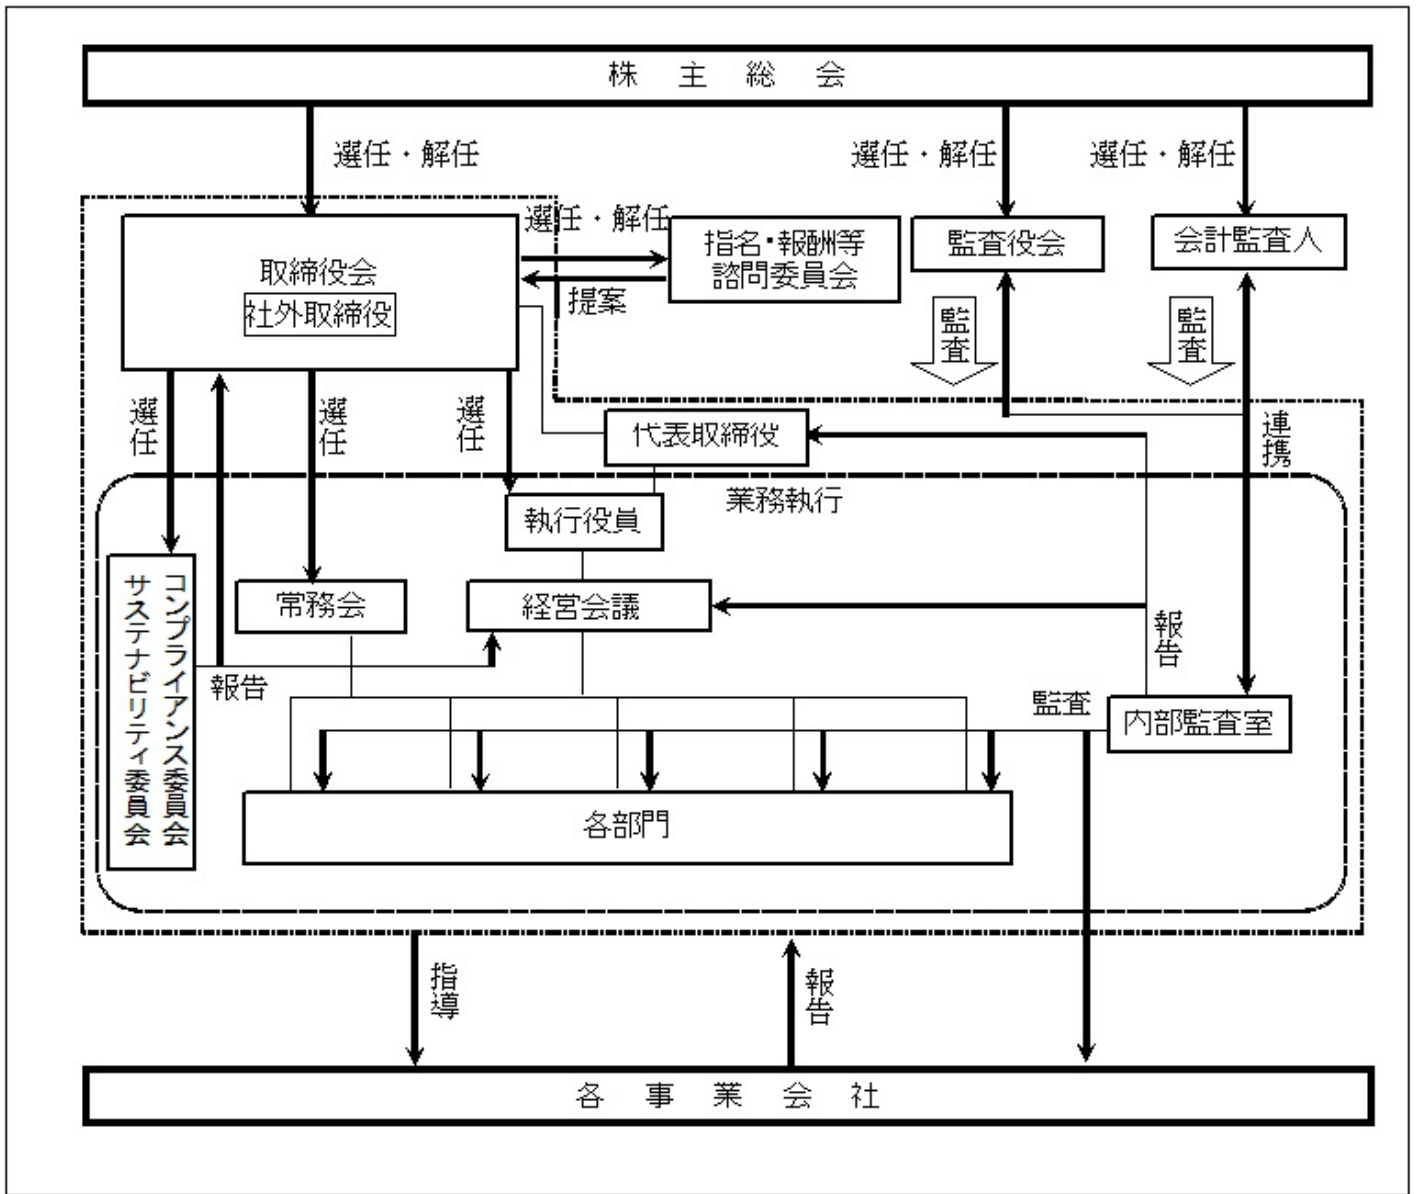 株主総会
選任・解任
選任・解任
選任・解任
選任・解任
取締役会
社外取締役
指名・報酬等
諮問委員会
提案
監査役会
会計監査人
監査
監査
選任
選任
選任
代表取締役
連携
業務執行
執行役員
コンプライアンス委員会
サステナビリティ委員会
常務会
経営会議
報告
報告
監査
内部監査室
各部門
指導
報告
各事業会社